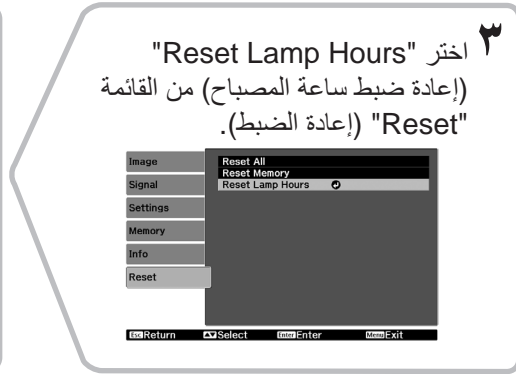 ٣
اختر "Reset Lamp Hours"
(إعادة ضبط ساعة المصباح) من القائمة
"Reset" (إعادة الضبط).
Image
Signal
Settings
Memory
Info
Reset
Reset All
Reset Memory
Reset Lamp Hours
Esc Return Select Enter Enter Menu Exit